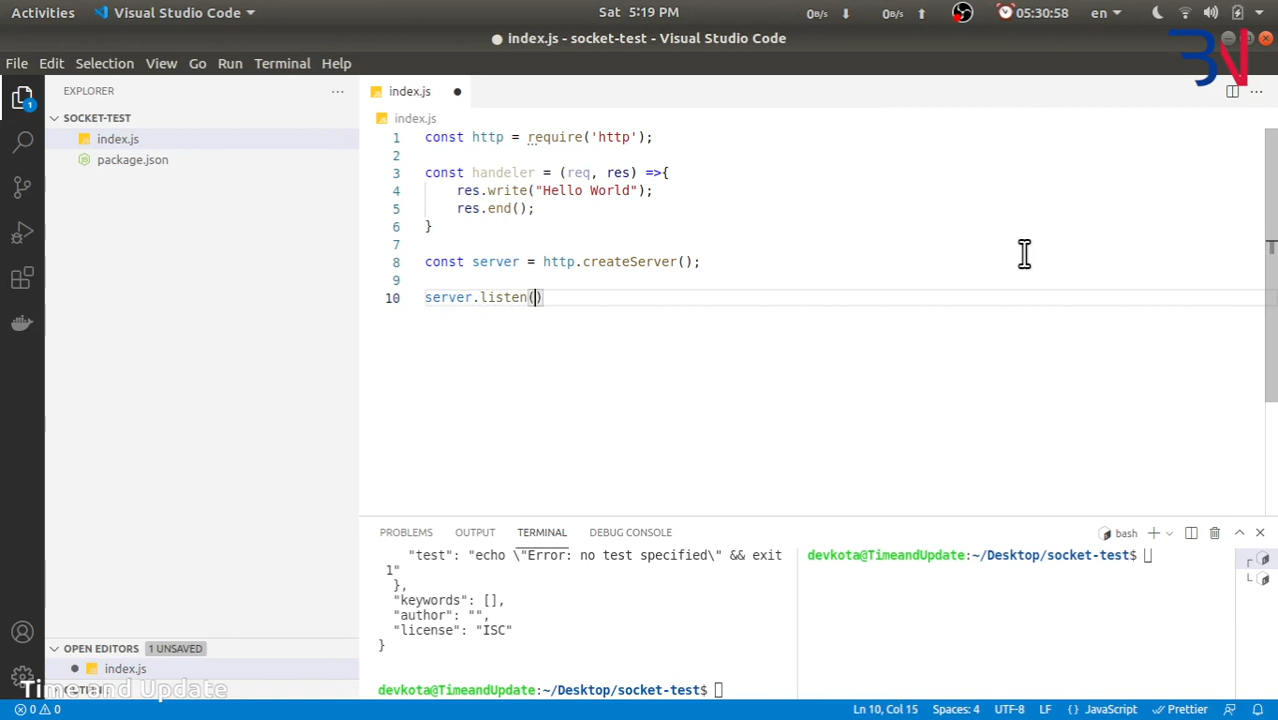 Activities Visual Studio Code Sat 5:19 PM 0B/s 0B/s 05:30:58 en
index.js - socket-test - Visual Studio Code
BN
File Edit Selection View Go Run Terminal Help
EXPLORER
SOCKET-TEST
index.js
package.json
index.js
index.js
1 const http = require('http');
2
3 const handeler = (req, res) =>{
4 res.write("Hello World");
5 res.end();
6 }
7
8 const server = http.createServer();
9
10 server.listen()
PROBLEMS OUTPUT TERMINAL DEBUG CONSOLE bash
"test": "echo \"Error: no test specified\" && exit
1"
},
"keywords": [],
"author": "",
"license": "ISC"
}
devkota@TimeandUpdate:~/Desktop/socket-test$
devkota@TimeandUpdate:~/Desktop/socket-test$
1
OPEN EDITORS 1 UNSAVED
index.js
Time and Update
0 0 Ln 10, Col 15 Spaces: 4 UTF-8 LF {} JavaScript Prettier